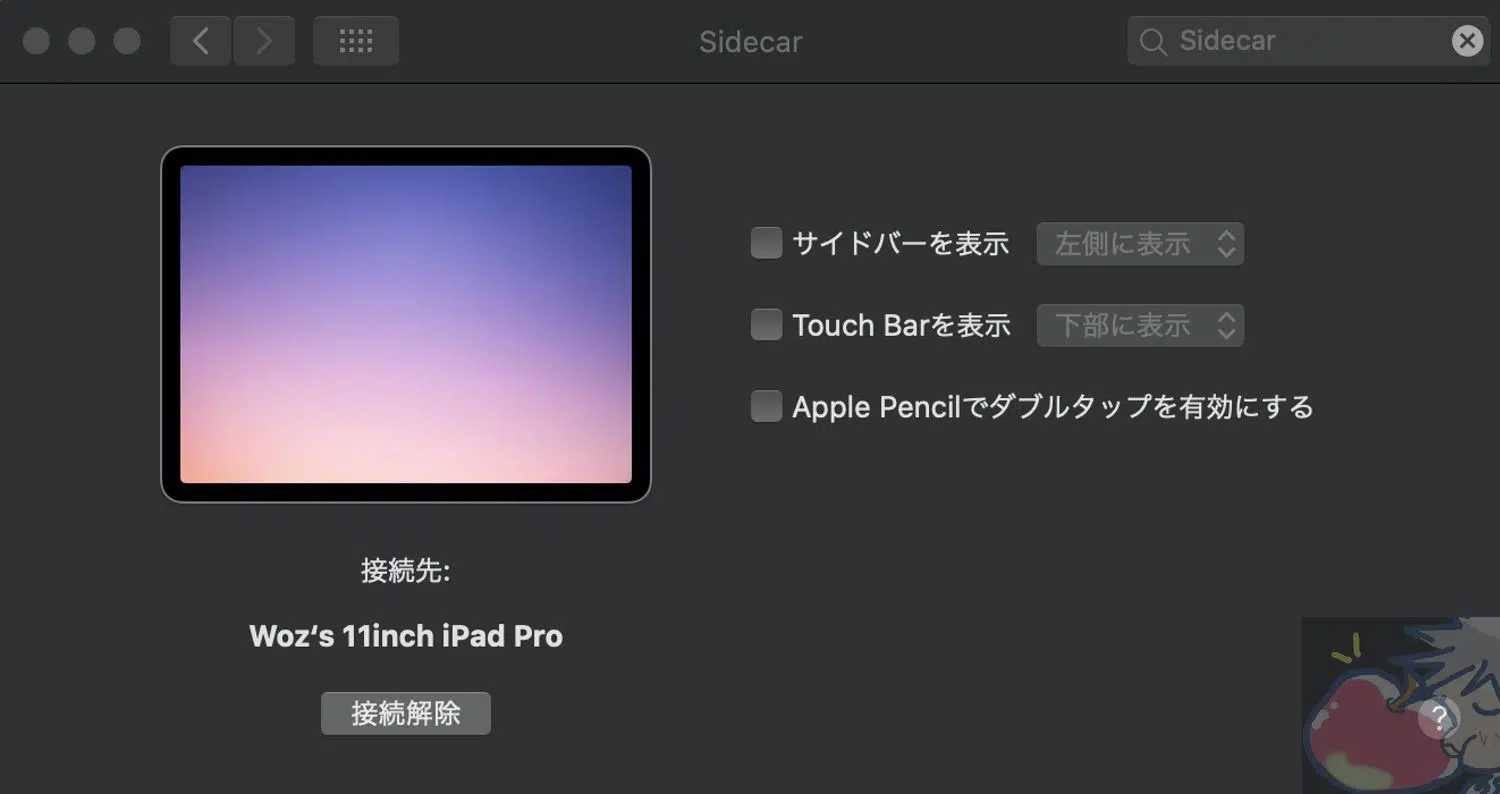 Sidecar
Sidecar
サイドバーを表示 左側に表示
Touch Barを表示 下部に表示
Apple Pencilでダブルタップを有効にする
接続先:
Woz‘s 11inch iPad Pro
接続解除
?